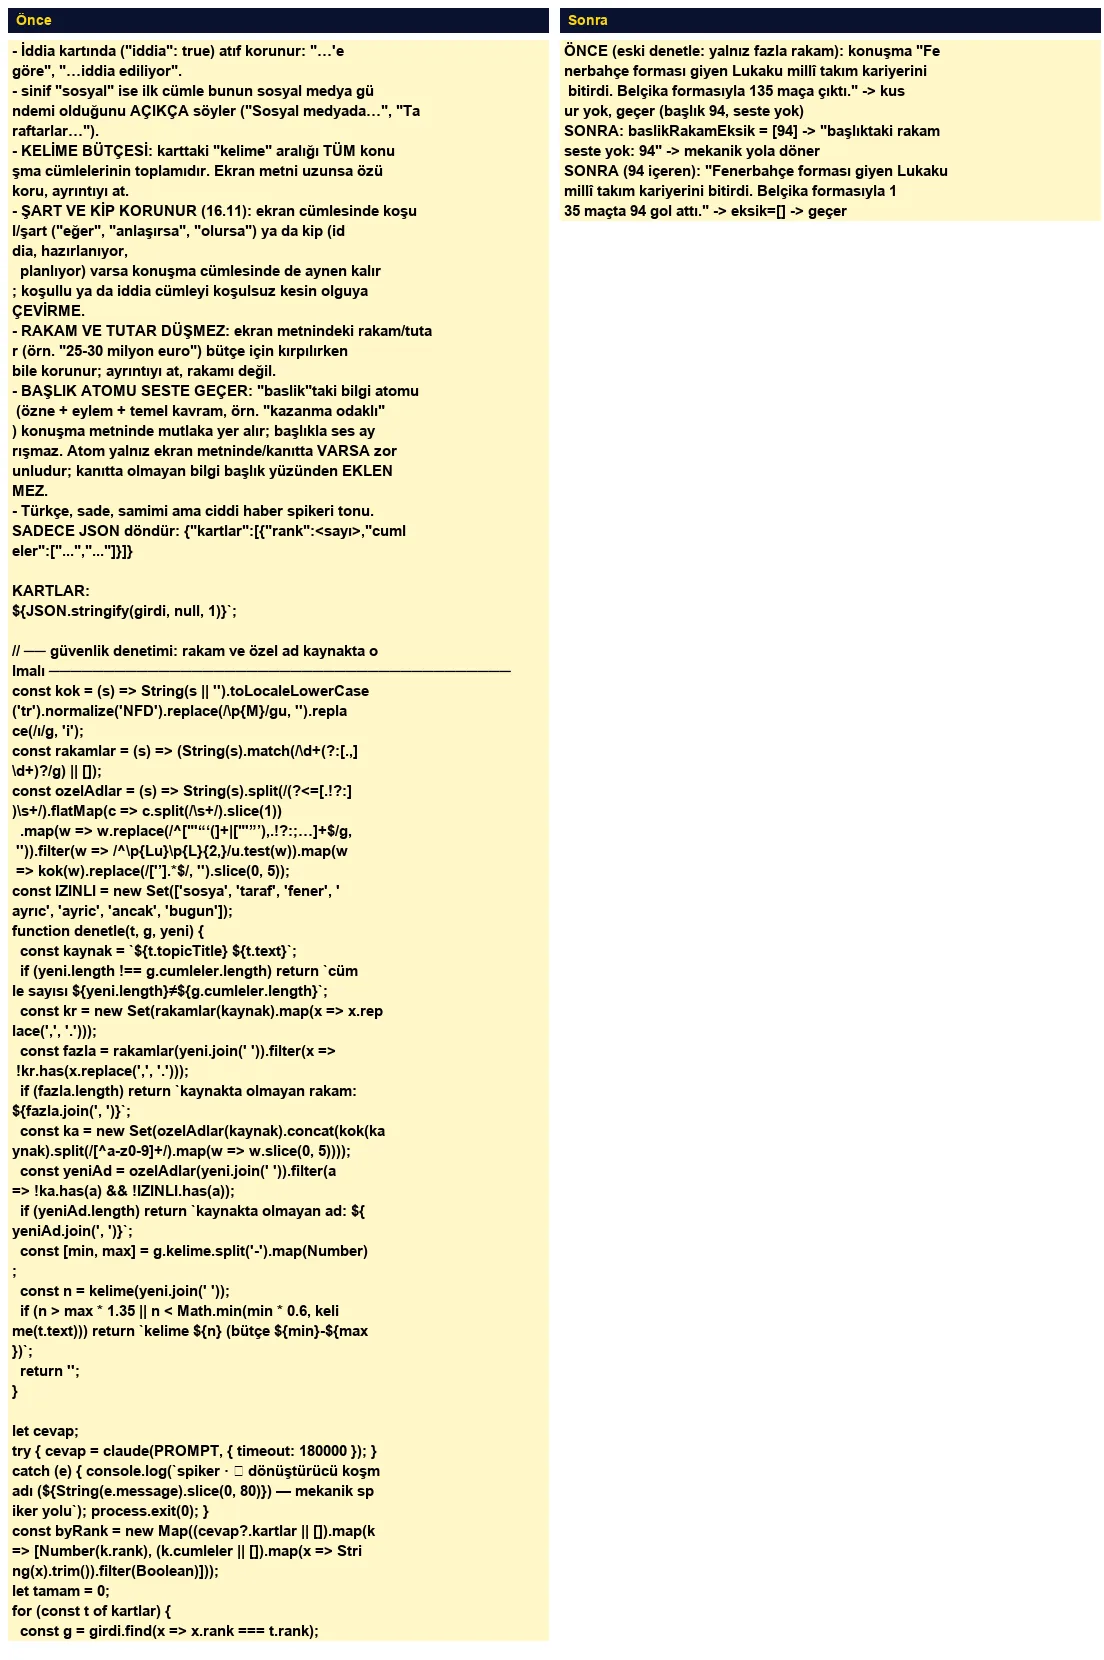 Önce
- İddia kartında ("iddia": true) atıf korunur: "…'e
göre", "…iddia ediliyor".
- sinif "sosyal" ise ilk cümle bunun sosyal medya gü
ndemi olduğunu AÇIKÇA söyler ("Sosyal medyada…", "Ta
raftarlar…").
- KELİME BÜTÇESİ: karttaki "kelime" aralığı TÜM konu
şma cümlelerinin toplamıdır. Ekran metni uzunsa özü
koru, ayrıntıyı at.
- ŞART VE KİP KORUNUR (16.11): ekran cümlesinde koşu
l/şart ("eğer", "anlaşırsa", "olursa") ya da kip (id
dia, hazırlanıyor,
  planlıyor) varsa konuşma cümlesinde de aynen kalır
; koşullu ya da iddia cümleyi koşulsuz kesin olguya
ÇEVİRME.
- RAKAM VE TUTAR DÜŞMEZ: ekran metnindeki rakam/tuta
r (örn. "25-30 milyon euro") bütçe için kırpılırken
bile korunur; ayrıntıyı at, rakamı değil.
- BAŞLIK ATOMU SESTE GEÇER: "baslik"taki bilgi atomu
 (özne + eylem + temel kavram, örn. "kazanma odaklı"
) konuşma metninde mutlaka yer alır; başlıkla ses ay
rışmaz. Atom yalnız ekran metninde/kanıtta VARSA zor
unludur; kanıtta olmayan bilgi başlık yüzünden EKLEN
MEZ.
- Türkçe, sade, samimi ama ciddi haber spikeri tonu.
SADECE JSON döndür: {"kartlar":[{"rank":<sayı>,"cuml
eler":["...","..."]}]}

KARTLAR:
${JSON.stringify(girdi, null, 1)}`;

// ── güvenlik denetimi: rakam ve özel ad kaynakta o
lmalı ──────────────────────────────────────────
const kok = (s) => String(s || '').toLocaleLowerCase
('tr').normalize('NFD').replace(/\p{M}/gu, '').repla
ce(/ı/g, 'i');
const rakamlar = (s) => (String(s).match(/\d+(?:[.,]
\d+)?/g) || []);
const ozelAdlar = (s) => String(s).split(/(?<=[.!?:]
)\s+/).flatMap(c => c.split(/\s+/).slice(1))
  .map(w => w.replace(/^["'“‘(]+|["'”’),.!?:;…]+$/g,
 '')).filter(w => /^\p{Lu}\p{L}{2,}/u.test(w)).map(w
 => kok(w).replace(/['’].*$/, '').slice(0, 5));
const IZINLI = new Set(['sosya', 'taraf', 'fener', '
ayrıc', 'ayric', 'ancak', 'bugun']);
function denetle(t, g, yeni) {
  const kaynak = `${t.topicTitle} ${t.text}`;
  if (yeni.length !== g.cumleler.length) return `cüm
le sayısı ${yeni.length}≠${g.cumleler.length}`;
  const kr = new Set(rakamlar(kaynak).map(x => x.rep
lace(',', '.')));
  const fazla = rakamlar(yeni.join(' ')).filter(x =>
 !kr.has(x.replace(',', '.')));
  if (fazla.length) return `kaynakta olmayan rakam:
${fazla.join(', ')}`;
  const ka = new Set(ozelAdlar(kaynak).concat(kok(ka
ynak).split(/[^a-z0-9]+/).map(w => w.slice(0, 5))));
  const yeniAd = ozelAdlar(yeni.join(' ')).filter(a
=> !ka.has(a) && !IZINLI.has(a));
  if (yeniAd.length) return `kaynakta olmayan ad: ${
yeniAd.join(', ')}`;
  const [min, max] = g.kelime.split('-').map(Number)
;
  const n = kelime(yeni.join(' '));
  if (n > max * 1.35 || n < Math.min(min * 0.6, keli
me(t.text))) return `kelime ${n} (bütçe ${min}-${max
})`;
  return '';
}

let cevap;
try { cevap = claude(PROMPT, { timeout: 180000 }); }
catch (e) { console.log(`spiker · dönüştürücü koşm
adı (${String(e.message).slice(0, 80)}) — mekanik sp
iker yolu`); process.exit(0); }
const byRank = new Map((cevap?.kartlar || []).map(k
=> [Number(k.rank), (k.cumleler || []).map(x => Stri
ng(x).trim()).filter(Boolean)]));
let tamam = 0;
for (const t of kartlar) {
  const g = girdi.find(x => x.rank === t.rank);
Sonra
ÖNCE (eski denetle: yalnız fazla rakam): konuşma "Fe
nerbahçe forması giyen Lukaku millî takım kariyerini
 bitirdi. Belçika formasıyla 135 maça çıktı." -> kus
ur yok, geçer (başlık 94, seste yok)
SONRA: baslikRakamEksik = [94] -> "başlıktaki rakam
seste yok: 94" -> mekanik yola döner
SONRA (94 içeren): "Fenerbahçe forması giyen Lukaku
millî takım kariyerini bitirdi. Belçika formasıyla 1
35 maçta 94 gol attı." -> eksik=[] -> geçer